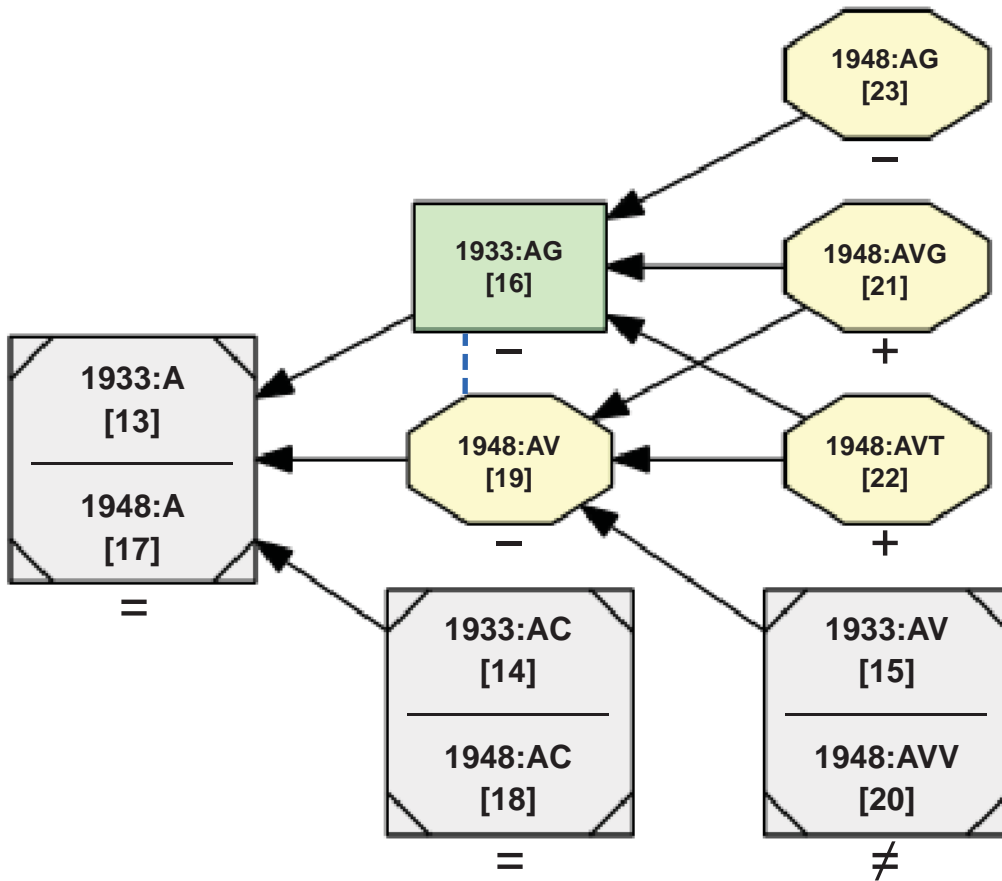 1948:AG
[23]
−
1933:AG
[16]
−
1948:AVG
[21]
+
1933:A
[13]
1948:A
[17]
=
1948:AV
[19]
−
1948:AVT
[22]
+
1933:AC
[14]
1948:AC
[18]
=
1933:AV
[15]
1948:AVV
[20]
≠